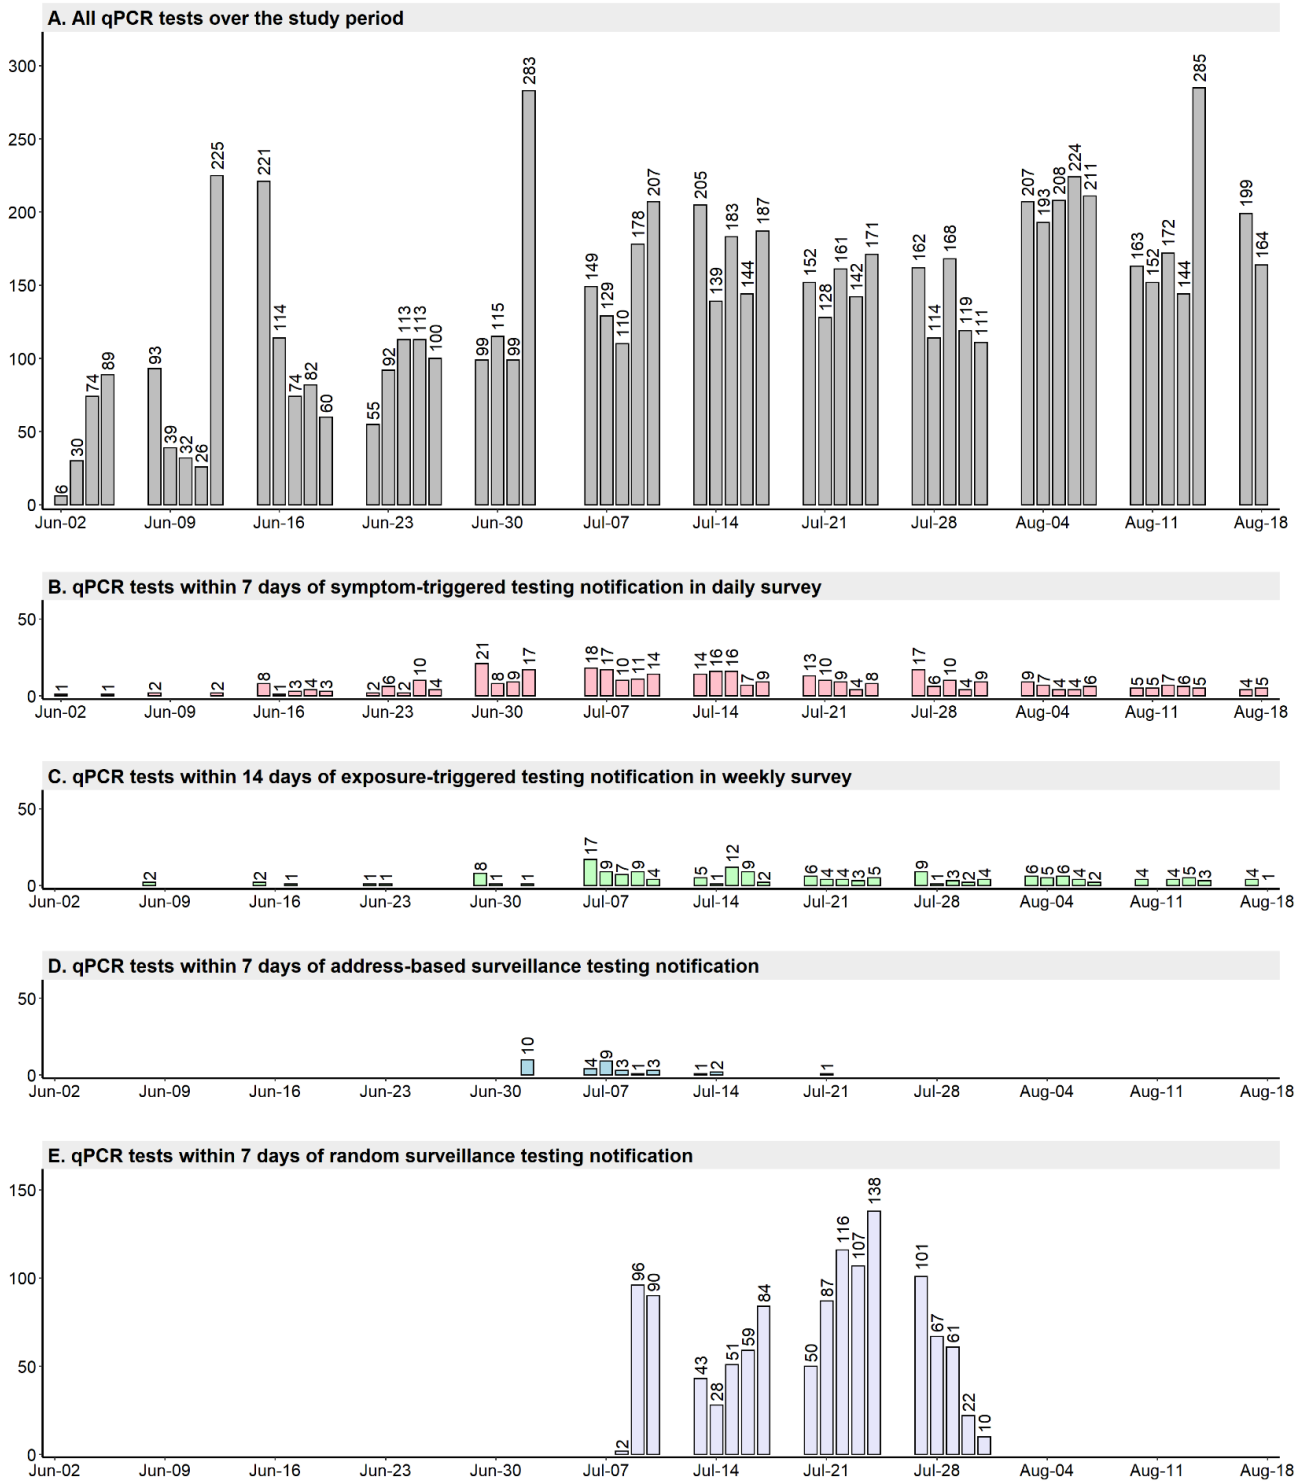 A. All qPCR tests over the study period
300
250
200
150
100
50
0
6 30 74 89 93 39 32 26 225 221 114 74 82 60 55 92 113 113 100 99 115 99 283 149 129 110 178 207 205 139 183 144 187 152 128 161 142 171 162 114 168 119 111 207 193 208 224 211 163 152 172 144 285 199 164
Jun-02 Jun-09 Jun-16 Jun-23 Jun-30 Jul-07 Jul-14 Jul-21 Jul-28 Aug-04 Aug-11 Aug-18
B. qPCR tests within 7 days of symptom-triggered testing notification in daily survey
50
0
1 1 2 2 8 1 3 4 3 2 6 2 10 4 21 8 9 17 18 17 10 11 14 14 16 16 7 9 13 10 9 4 8 17 6 10 4 9 9 7 4 4 6 5 5 7 6 5 4 5
Jun-02 Jun-09 Jun-16 Jun-23 Jun-30 Jul-07 Jul-14 Jul-21 Jul-28 Aug-04 Aug-11 Aug-18
C. qPCR tests within 14 days of exposure-triggered testing notification in weekly survey
50
0
2 2 1 1 1 8 1 1 17 9 7 9 4 5 1 12 9 2 6 4 4 3 5 9 1 3 2 4 6 5 6 4 2 4 4 5 3 4 1
Jun-02 Jun-09 Jun-16 Jun-23 Jun-30 Jul-07 Jul-14 Jul-21 Jul-28 Aug-04 Aug-11 Aug-18
D. qPCR tests within 7 days of address-based surveillance testing notification
50
0
10 4 9 3 1 3 1 2 1
Jun-02 Jun-09 Jun-16 Jun-23 Jun-30 Jul-07 Jul-14 Jul-21 Jul-28 Aug-04 Aug-11 Aug-18
E. qPCR tests within 7 days of random surveillance testing notification
150
100
50
0
2 96 90 43 28 51 59 84 50 87 116 107 138 101 67 61 22 10
Jun-02 Jun-09 Jun-16 Jun-23 Jun-30 Jul-07 Jul-14 Jul-21 Jul-28 Aug-04 Aug-11 Aug-18